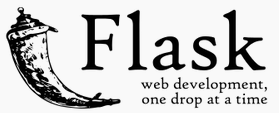 Flask
web development,
one drop at a time